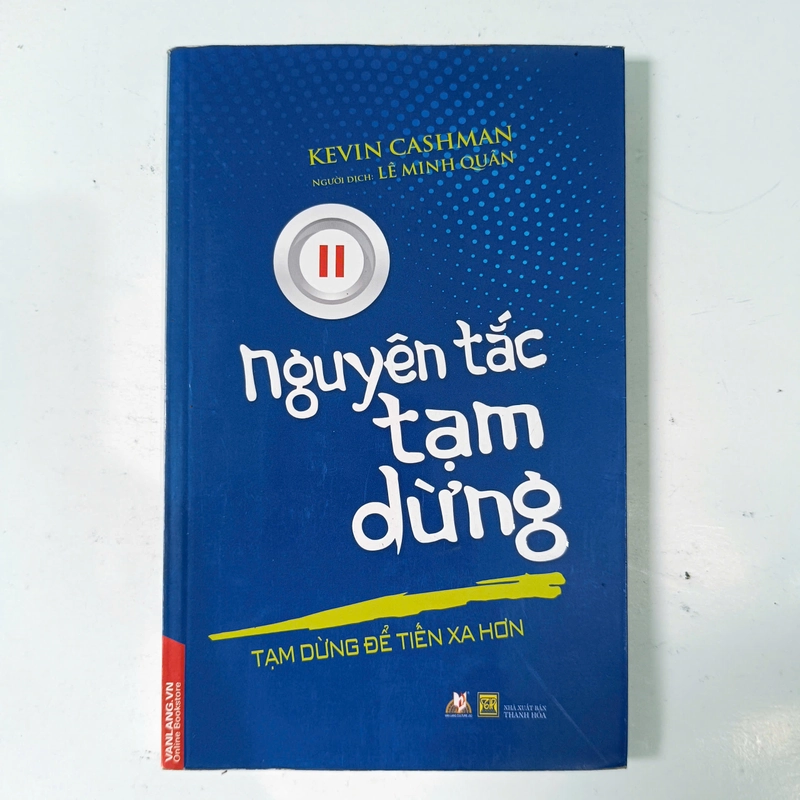 KEVIN CASHMAN
NGƯỜI DỊCH: LÊ MINH QUÂN
nguyên tắc
tạm
dừng
TẠM DỪNG ĐỂ TIẾN XA HƠN
VANLANG.VN
Online Bookstore
NHÀ XUẤT BẢN
THANH HÓA